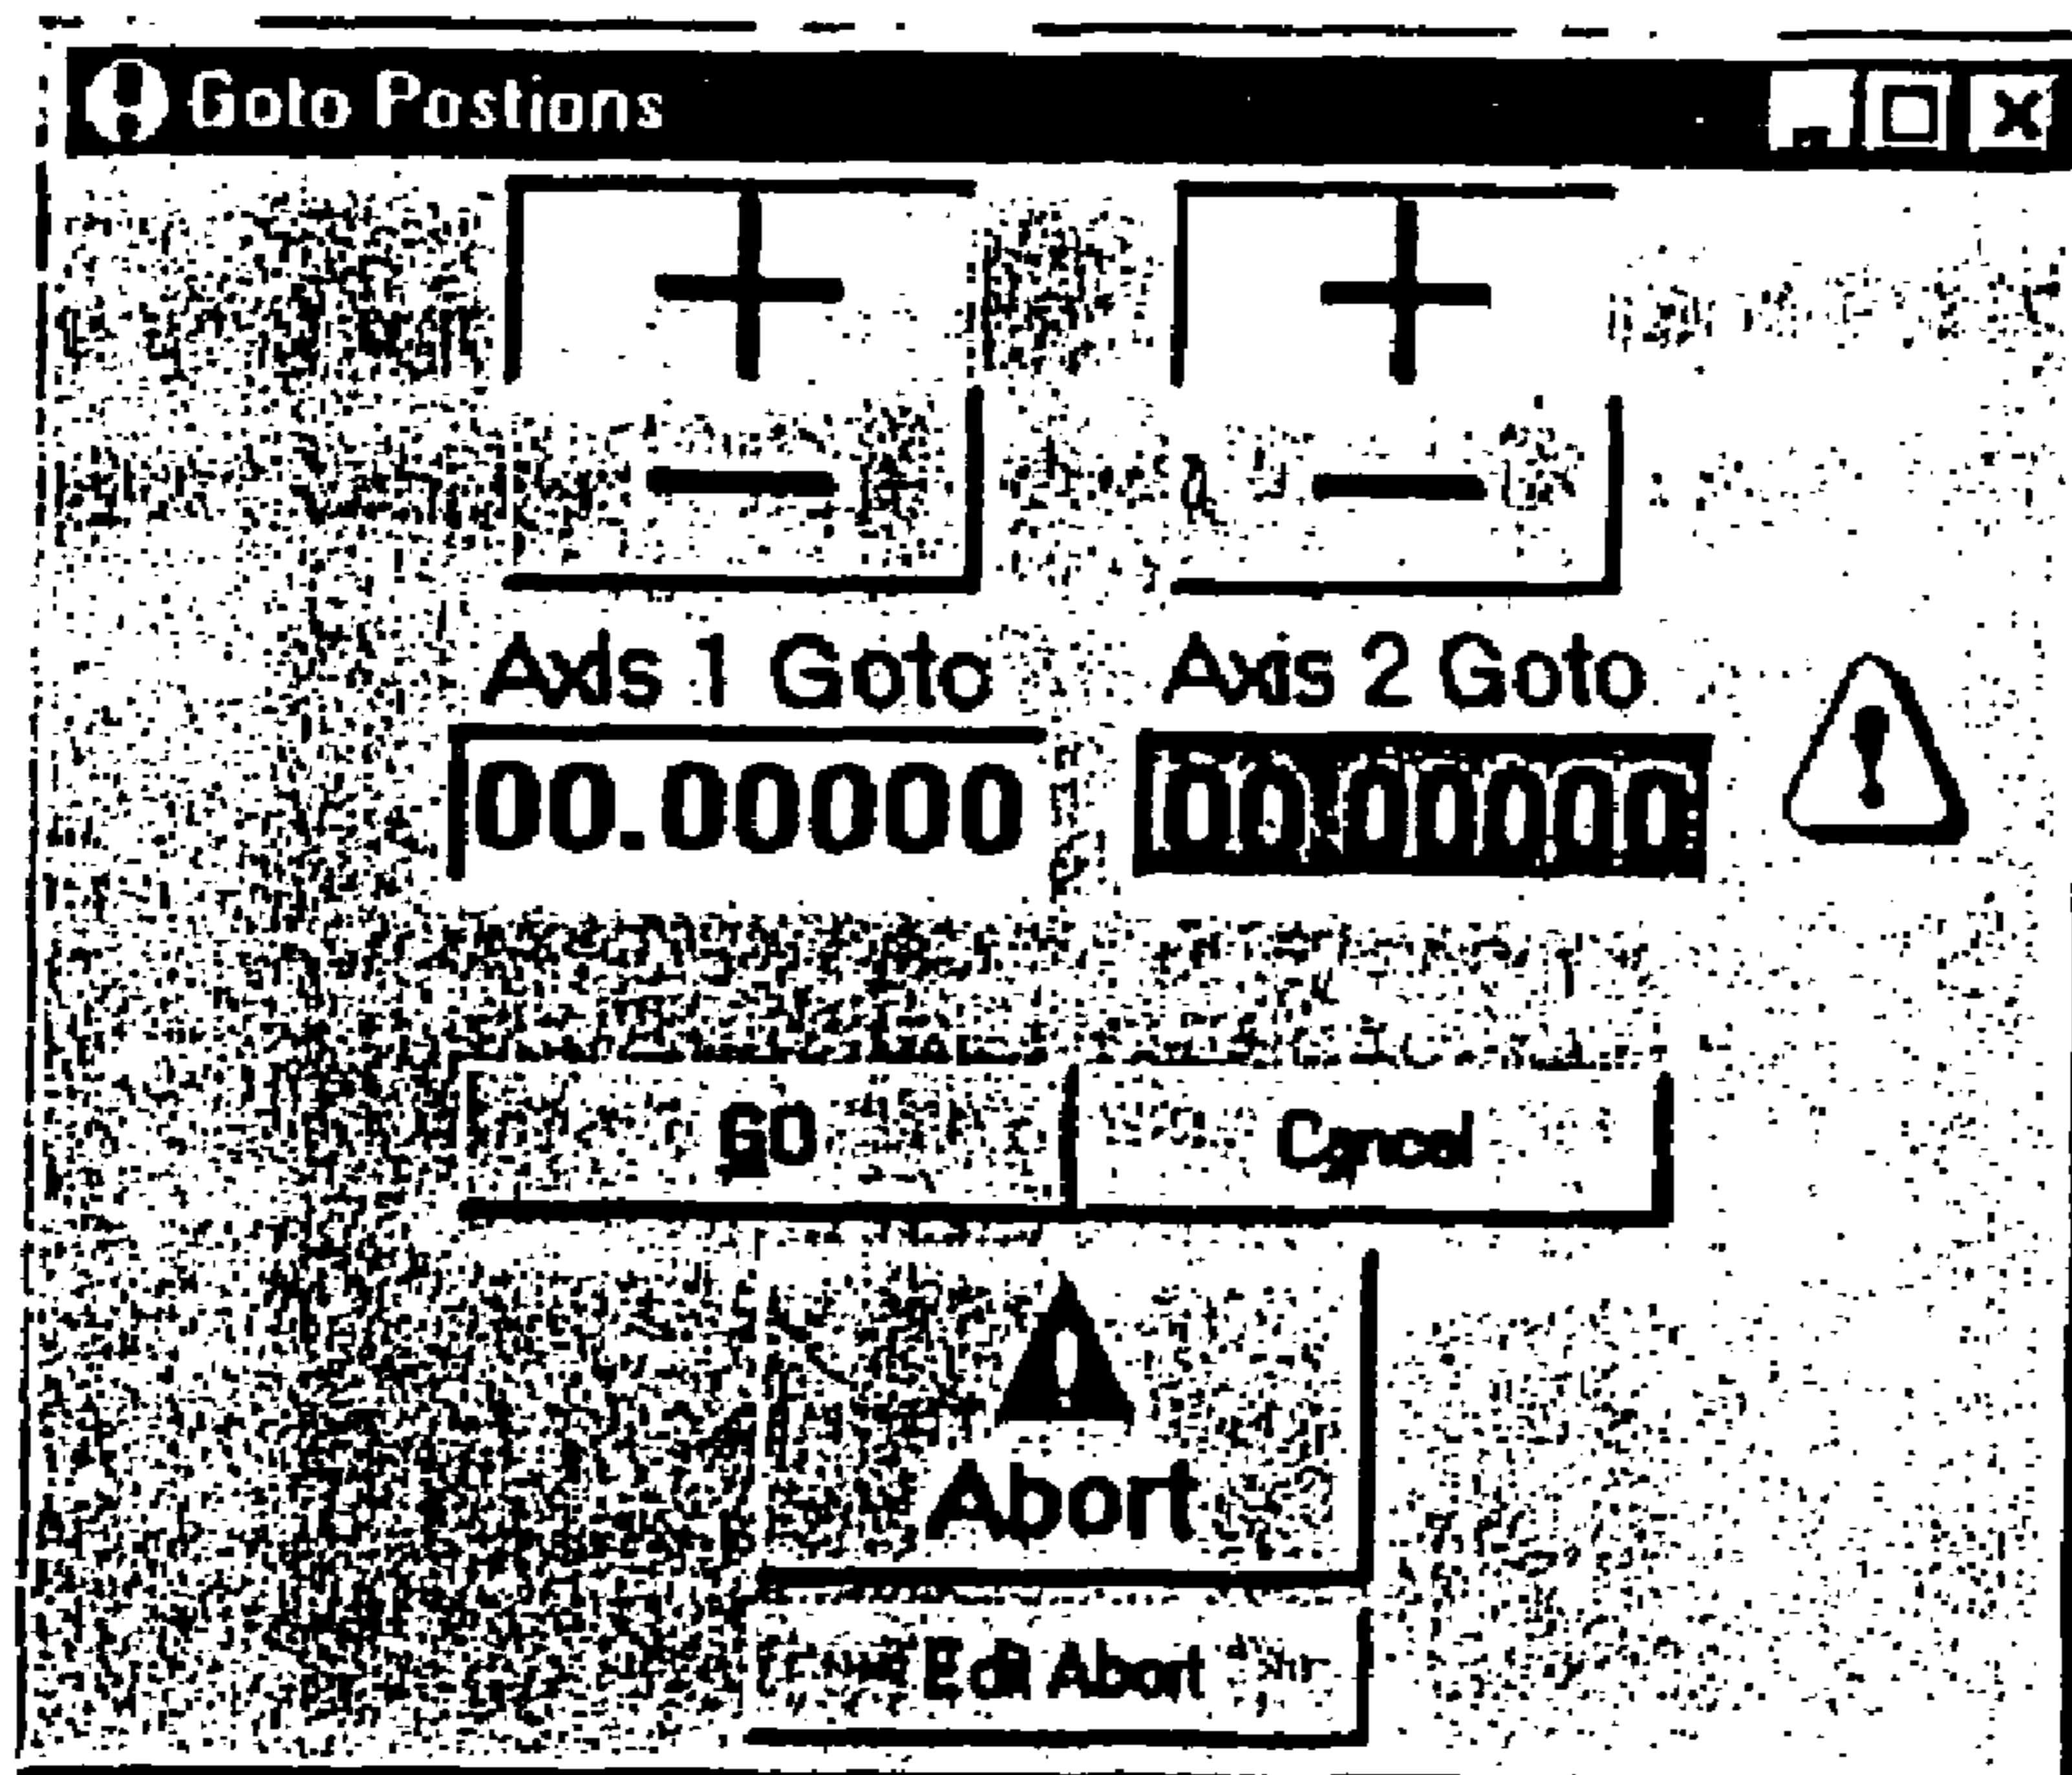 Goto Postions
Axis 1 Goto Axis 2 Goto
00.00000 00.00000
GO Cancel
Abort
Edit Abort